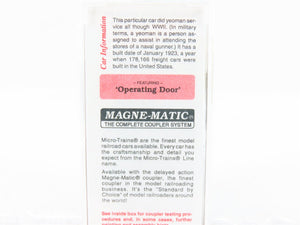 Car Information
This particular car did yeoman service all through WWII. (In military
terms, a yeoman is a person
assigned to assist in attending the
stores of a naval gunner.) It has a
built date of January 1923, a year
when 178,166 freight cars were
built in the United States.
— FEATURING —
'Operating Door'
MAGNE-MATIC®
THE COMPLETE COUPLER SYSTEM
Micro-Trains® are the finest model
railroad cars available. Every car has
the craftsmanship and detail you
expect from the Micro-Trains® Line
name.
Available with the delayed action
Magne-Matic® coupler, the finest
coupler in the model railroading
business. It's the "Standard by
Choice" of model railroaders around
the world!
See inside box for coupler testing pro-
cedures and, in some cases, further